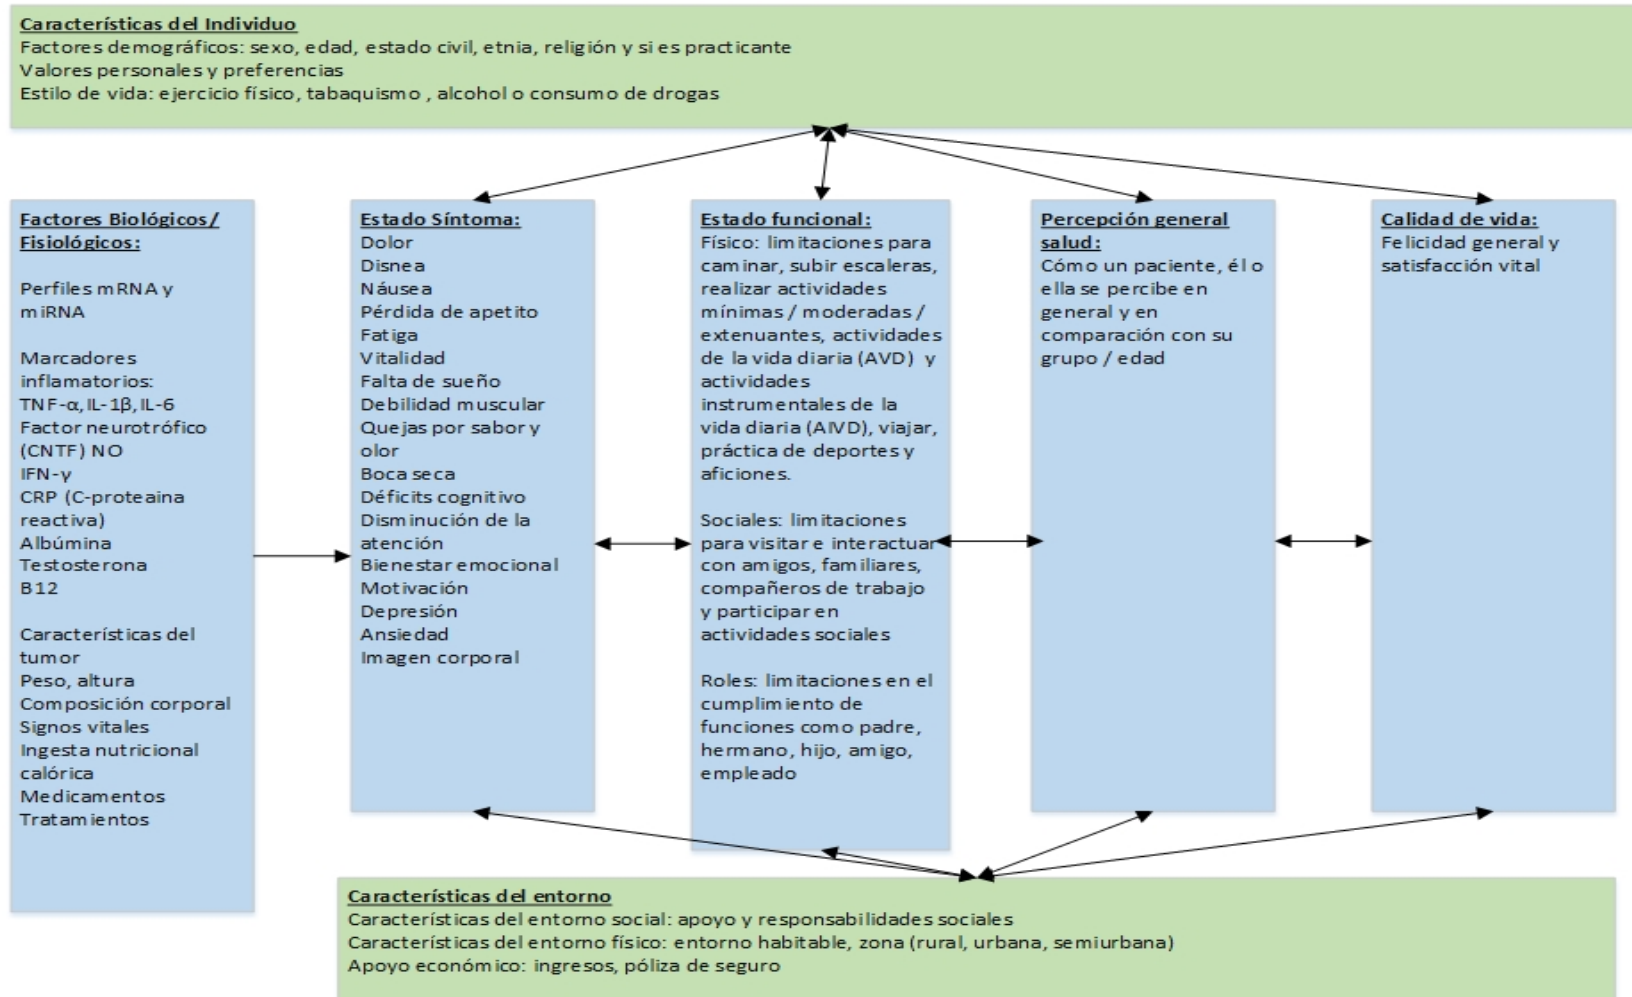 Características del Individuo
Factores demográficos: sexo, edad, estado civil, etnia, religión y si es practicante
Valores personales y preferencias
Estilo de vida: ejercicio físico, tabaquismo , alcohol o consumo de drogas
Factores Biológicos/
Fisiológicos:
Perfiles mRNA y
miRNA
Marcadores
inflamatorios:
TNF-α, IL-1β, IL-6
Factor neurotrófico
(CNTF) NO
IFN-γ
CRP (C-proteaina
reactiva)
Albúmina
Testosterona
B12
Características del
tumor
Peso, altura
Composición corporal
Signos vitales
Ingesta nutricional
calórica
Medicamentos
Tratamientos
Estado Síntoma:
Dolor
Disnea
Náusea
Pérdida de apetito
Fatiga
Vitalidad
Falta de sueño
Debilidad muscular
Quejas por sabor y
olor
Boca seca
Déficits cognitivo
Disminución de la
atención
Bienestar emocional
Motivación
Depresión
Ansiedad
Imagen corporal
Estado funcional:
Físico: limitaciones para
caminar, subir escaleras,
realizar actividades
mínimas / moderadas /
extenuantes, actividades
de la vida diaria (AVD) y
actividades
instrumentales de la
vida diaria (AIVD), viajar,
práctica de deportes y
aficiones.
Sociales: limitaciones
para visitar e interactuar
con amigos, familiares,
compañeros de trabajo
y participar en
actividades sociales
Roles: limitaciones en el
cumplimiento de
funciones como padre,
hermano, hijo, amigo,
empleado
Percepción general
salud:
Cómo un paciente, él o
ella se percibe en
general y en
comparación con su
grupo / edad
Calidad de vida:
Felicidad general y
satisfacción vital
Características del entorno
Características del entorno social: apoyo y responsabilidades sociales
Características del entorno físico: entorno habitable, zona (rural, urbana, semiurbana)
Apoyo económico: ingresos, póliza de seguro